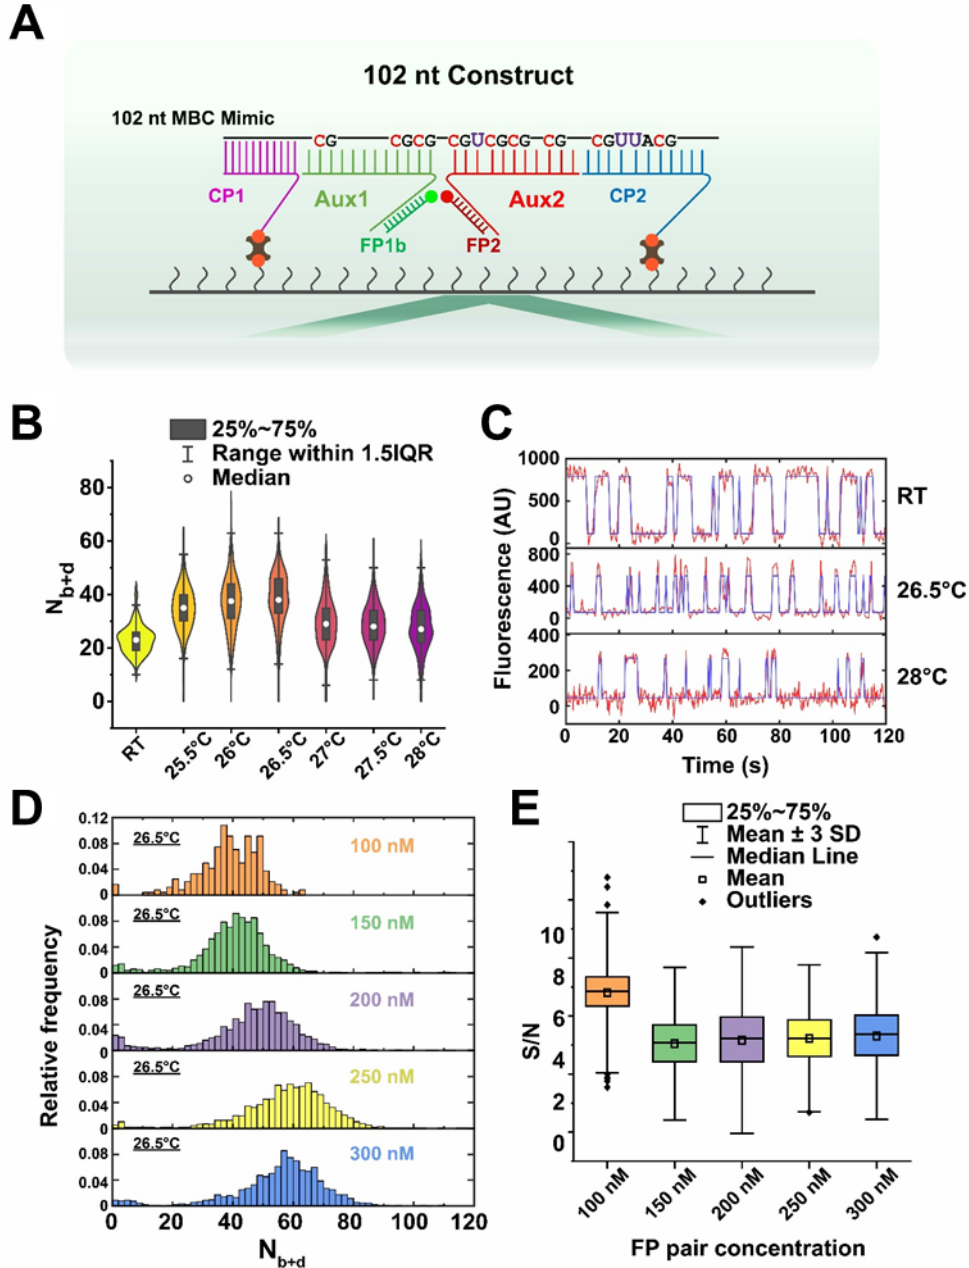 A
102 nt Construct
102 nt MBC Mimic
CG CGCG CGUCGCG CG CGUUACG
CP1 Aux1 Aux2 CP2
FP1b FP2
B
25%~75%
Range within 1.5IQR
Median
N_b+d
80
60
40
20
0
RT 25.5°C 26°C 26.5°C 27°C 27.5°C 28°C
C
Fluorescence (AU)
1000
500
0
RT
800
400
0
26.5°C
400
200
0
28°C
0 20 40 60 80 100 120
Time (s)
D
Relative frequency
0.12
0.08
0.04
0
26.5°C 100 nM
0.08
0.04
0
26.5°C 150 nM
0.08
0.04
0
26.5°C 200 nM
0.08
0.04
0
26.5°C 250 nM
0.08
0.04
0
26.5°C 300 nM
0 20 40 60 80 100 120
N_b+d
E
25%~75%
Mean ± 3 SD
Median Line
Mean
Outliers
S/N
10
8
6
4
2
0
100 nM 150 nM 200 nM 250 nM 300 nM
FP pair concentration